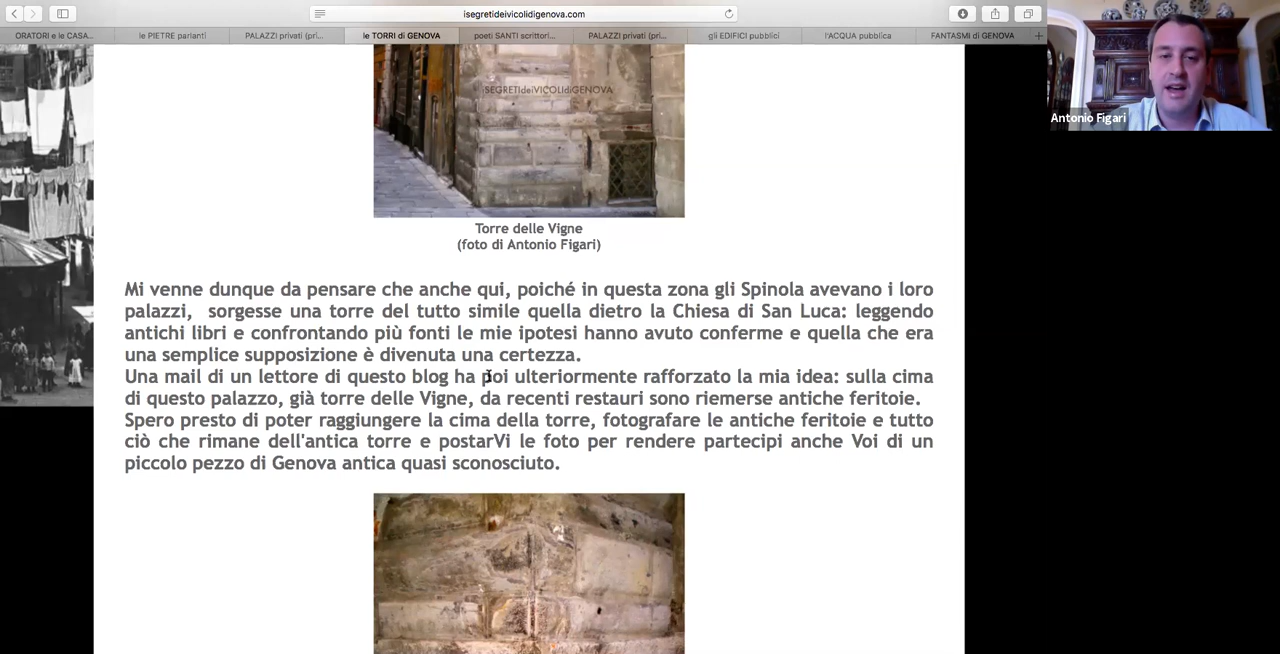 isegretideivicolidigenova.com
ORATORI e le CASA...
le PIETRE parlanti
PALAZZI privati (pri...
le TORRI di GENOVA
poeti SANTI scrittori...
PALAZZI privati (pri...
gli EDIFICI pubblici
l'ACQUA pubblica
FANTASMI di GENOVA
Antonio Figari
iSEGRETIdeiVICOLIdiGENOVA
Torre delle Vigne
(foto di Antonio Figari)
Mi venne dunque da pensare che anche qui, poiché in questa zona gli Spinola avevano i loro
palazzi, sorgesse una torre del tutto simile quella dietro la Chiesa di San Luca: leggendo
antichi libri e confrontando più fonti le mie ipotesi hanno avuto conferme e quella che era
una semplice supposizione è divenuta una certezza.
Una mail di un lettore di questo blog ha poi ulteriormente rafforzato la mia idea: sulla cima
di questo palazzo, già torre delle Vigne, da recenti restauri sono riemerse antiche feritoie.
Spero presto di poter raggiungere la cima della torre, fotografare le antiche feritoie e tutto
ciò che rimane dell'antica torre e postarVi le foto per rendere partecipi anche Voi di un
piccolo pezzo di Genova antica quasi sconosciuto.